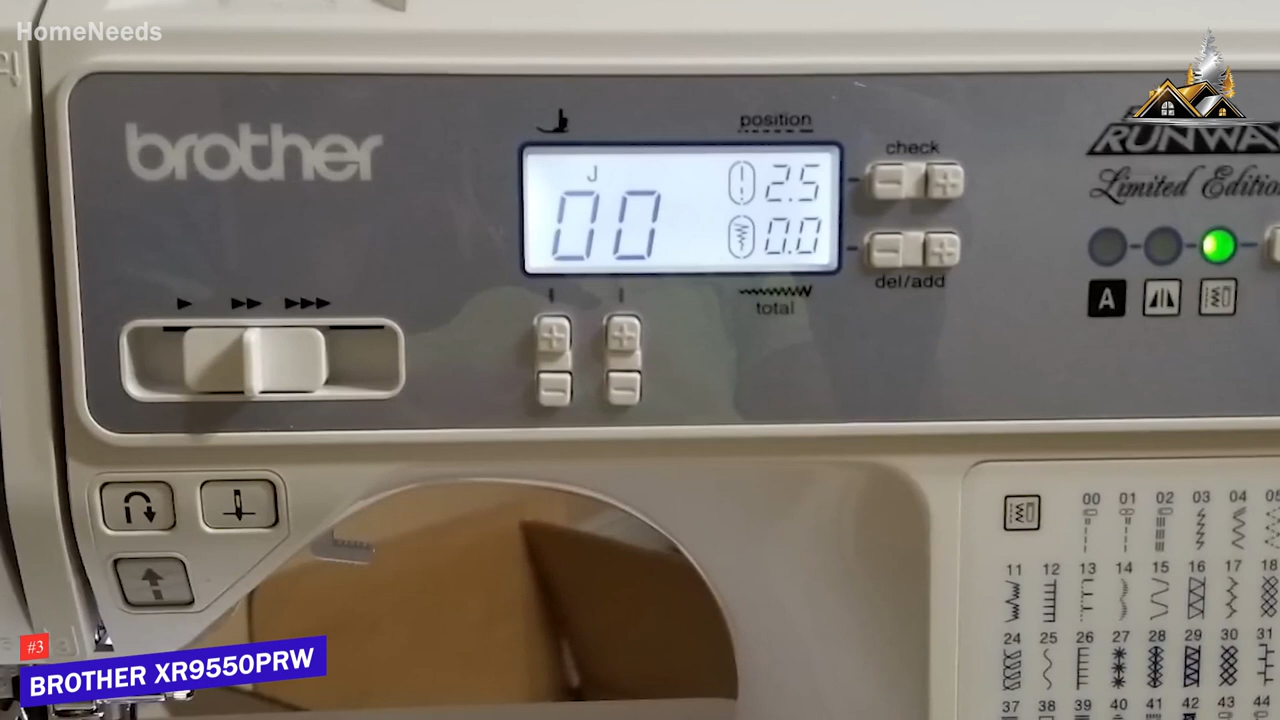 HomeNeeds
brother
position
check
RUNWAY
Limited Edition
J
00
2.5
0.0
del/add
total
A
00 01 02 03 04 05
11 12 13 14 15 16 17 18
24 25 26 27 28 29 30 31
37 38 39 40 41 42 43 44
#3
BROTHER XR9550PRW